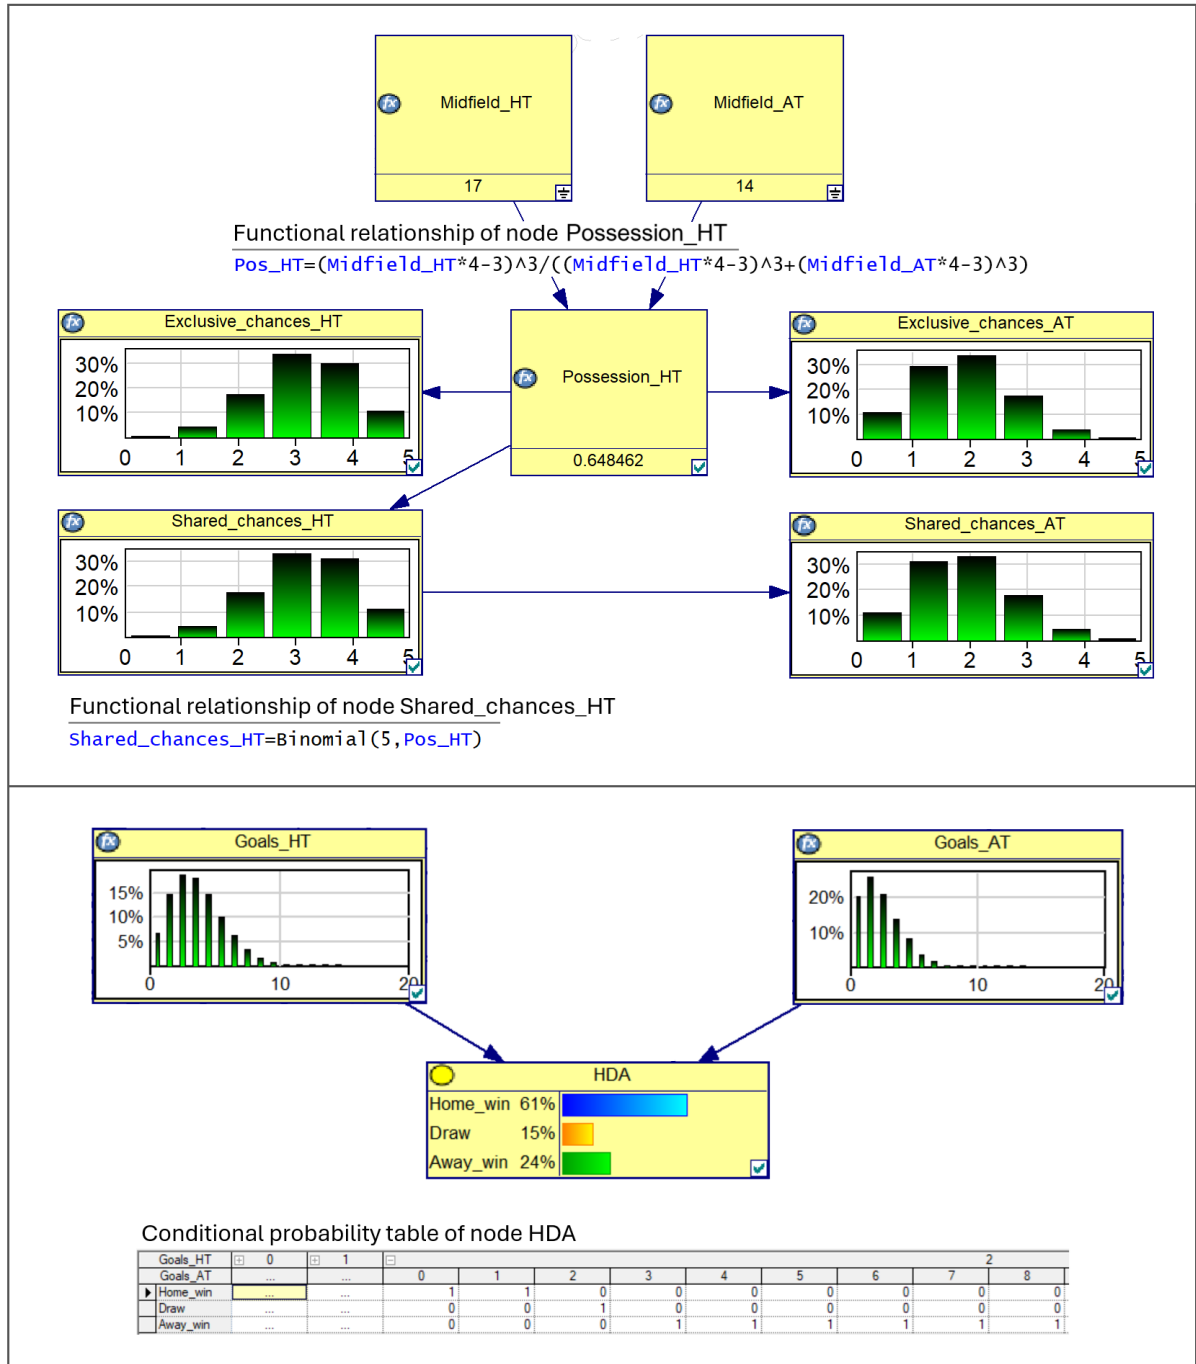 Midfield_HT
17
Midfield_AT
14
Functional relationship of node Possession_HT
Pos_HT=(Midfield_HT*4-3)^3/((Midfield_HT*4-3)^3+(Midfield_AT*4-3)^3)
Exclusive_chances_HT
30%
20%
10%
0 1 2 3 4 5
Possession_HT
0.648462
Exclusive_chances_AT
30%
20%
10%
0 1 2 3 4 5
Shared_chances_HT
30%
20%
10%
0 1 2 3 4 5
Shared_chances_AT
30%
20%
10%
0 1 2 3 4 5
Functional relationship of node Shared_chances_HT
Shared_chances_HT=Binomial(5,Pos_HT)
Goals_HT
15%
10%
5%
0 10 20
Goals_AT
20%
10%
0 10 20
HDA
Home_win 61%
Draw 15%
Away_win 24%
Conditional probability table of node HDA
Goals_HT 0 1 2
Goals_AT ... ... 0 1 2 3 4 5 6 7 8
Home_win ... ... 1 1 0 0 0 0 0 0 0
Draw ... ... 0 0 1 0 0 0 0 0 0
Away_win ... ... 0 0 0 1 1 1 1 1 1